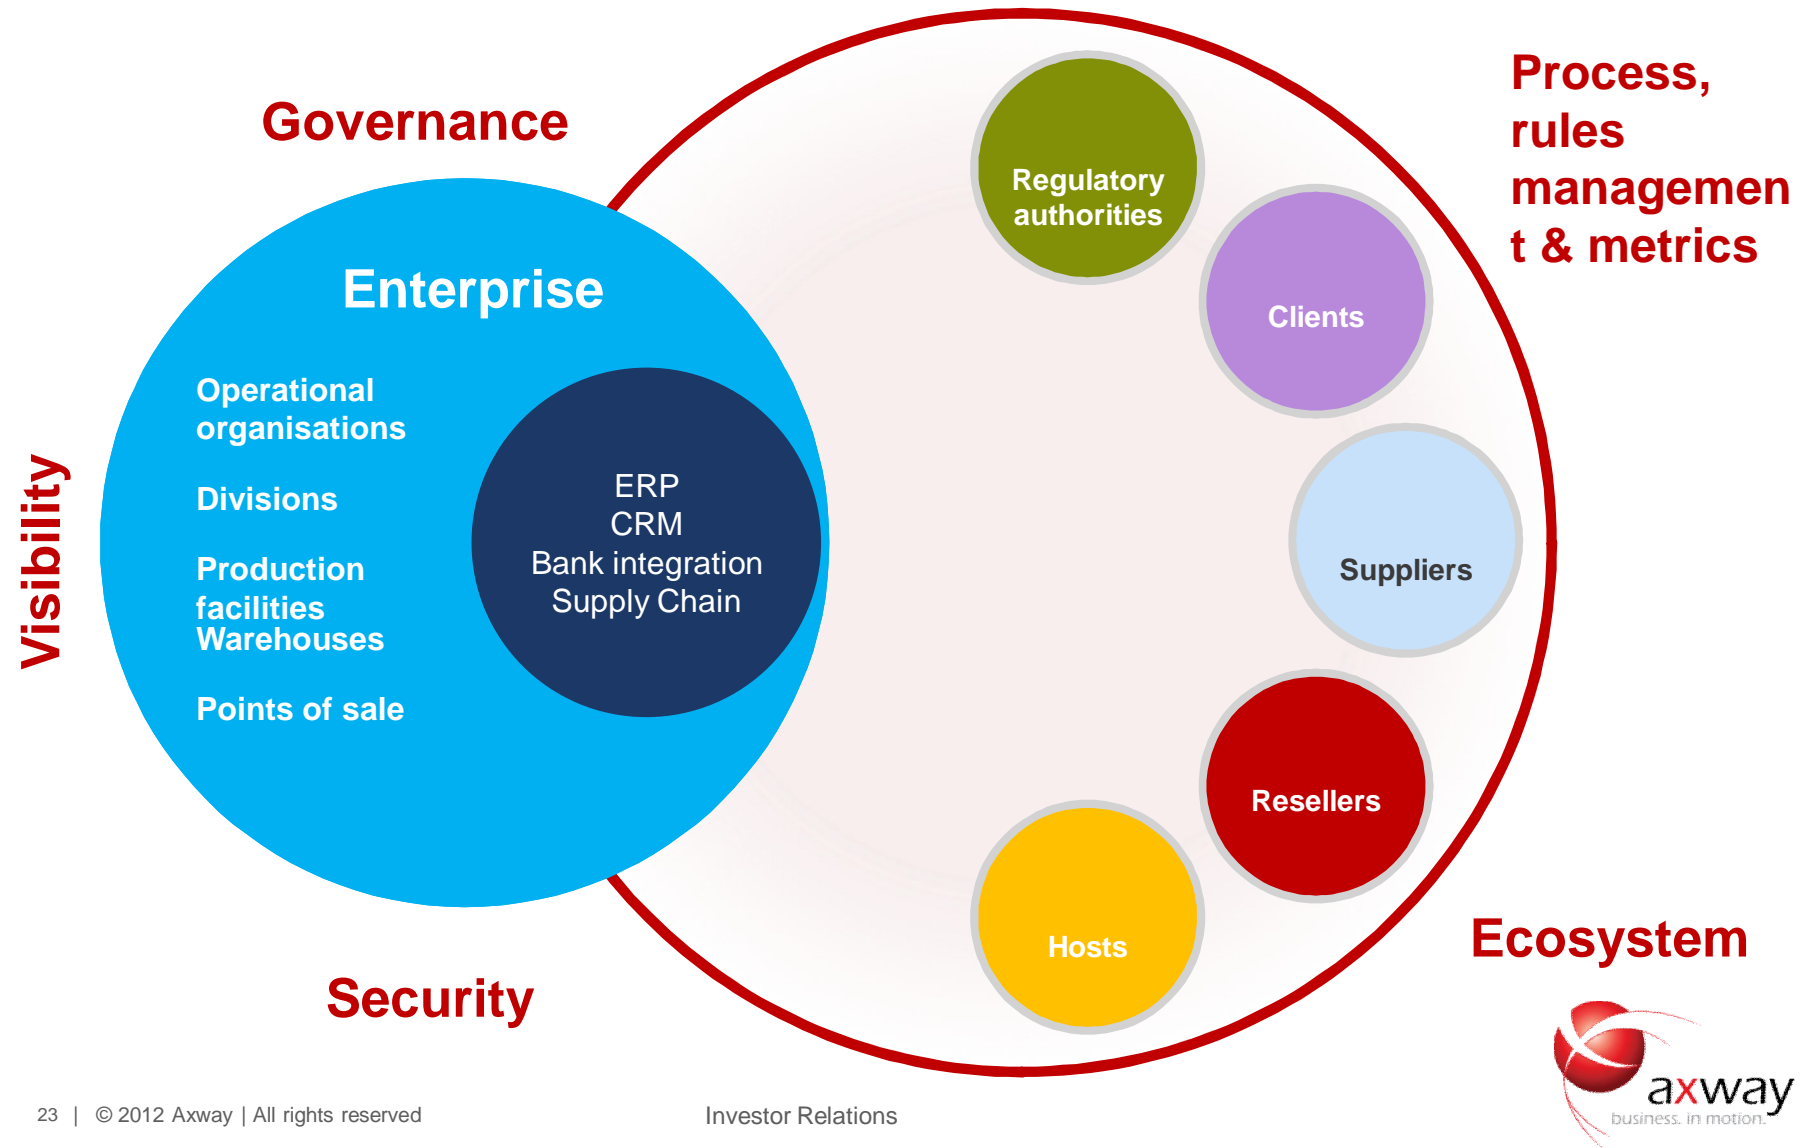 Governance
Process,
rules
managemen
t & metrics
Visibility
Enterprise
Operational
organisations
Divisions
Production
facilities
Warehouses
Points of sale
ERP
CRM
Bank integration
Supply Chain
Regulatory
authorities
Clients
Suppliers
Resellers
Hosts
Security
Ecosystem
axway
business. in motion.
23 | © 2012 Axway | All rights reserved
Investor Relations